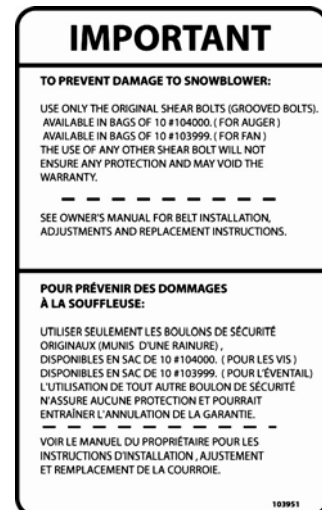 IMPORTANT
TO PREVENT DAMAGE TO SNOWBLOWER:
USE ONLY THE ORIGINAL SHEAR BOLTS (GROOVED BOLTS).
AVAILABLE IN BAGS OF 10 #104000. ( FOR AUGER )
AVAILABLE IN BAGS OF 10 #103999. ( FOR FAN )
THE USE OF ANY OTHER SHEAR BOLT WILL NOT
ENSURE ANY PROTECTION AND MAY VOID THE
WARRANTY.
SEE OWNER'S MANUAL FOR BELT INSTALLATION,
ADJUSTMENTS AND REPLACEMENT INSTRUCTIONS.
POUR PRÉVENIR DES DOMMAGES
À LA SOUFFLEUSE:
UTILISER SEULEMENT LES BOULONS DE SÉCURITÉ
ORIGINAUX (MUNIS D'UNE RAINURE) ,
DISPONIBLES EN SAC DE 10 #104000. ( POUR LES VIS )
DISPONIBLES EN SAC DE 10 #103999. ( POUR L'ÉVENTAIL)
L'UTILISATION DE TOUT AUTRE BOULON DE SÉCURITÉ
N'ASSURE AUCUNE PROTECTION ET POURRAIT
ENTRAÎNER L'ANNULATION DE LA GARANTIE.
VOIR LE MANUEL DU PROPRIÉTAIRE POUR LES
INSTRUCTIONS D'INSTALLATION , AJUSTEMENT
ET REMPLACEMENT DE LA COURROIE.
103951